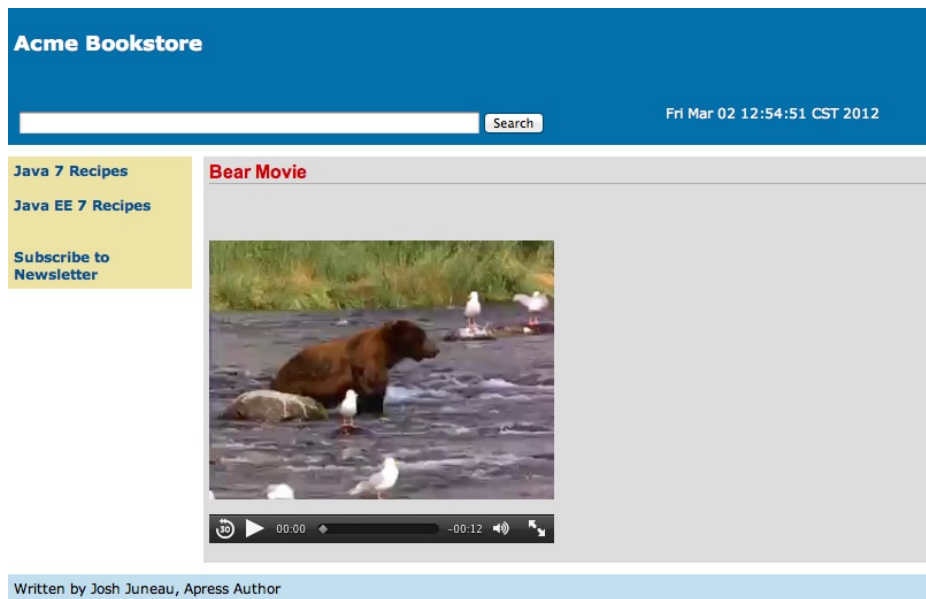 Acme Bookstore
Search
Fri Mar 02 12:54:51 CST 2012
Java 7 Recipes
Java EE 7 Recipes
Subscribe to
Newsletter
Bear Movie
30
00:00
-00:12
Written by Josh Juneau, Apress Author